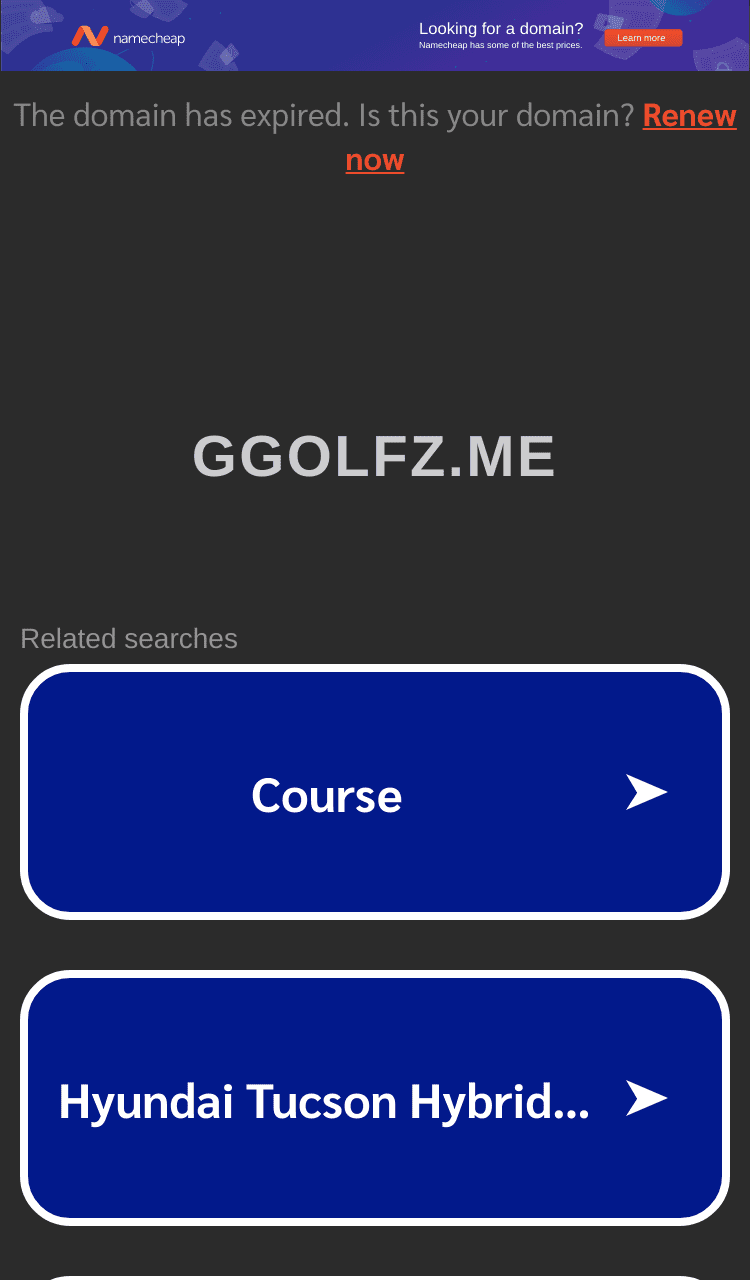 namecheap
Looking for a domain?
Namecheap has some of the best prices.
Learn more
The domain has expired. Is this your domain? Renew
now
GGOLFZ.ME
Related searches
Course
Hyundai Tucson Hybrid...